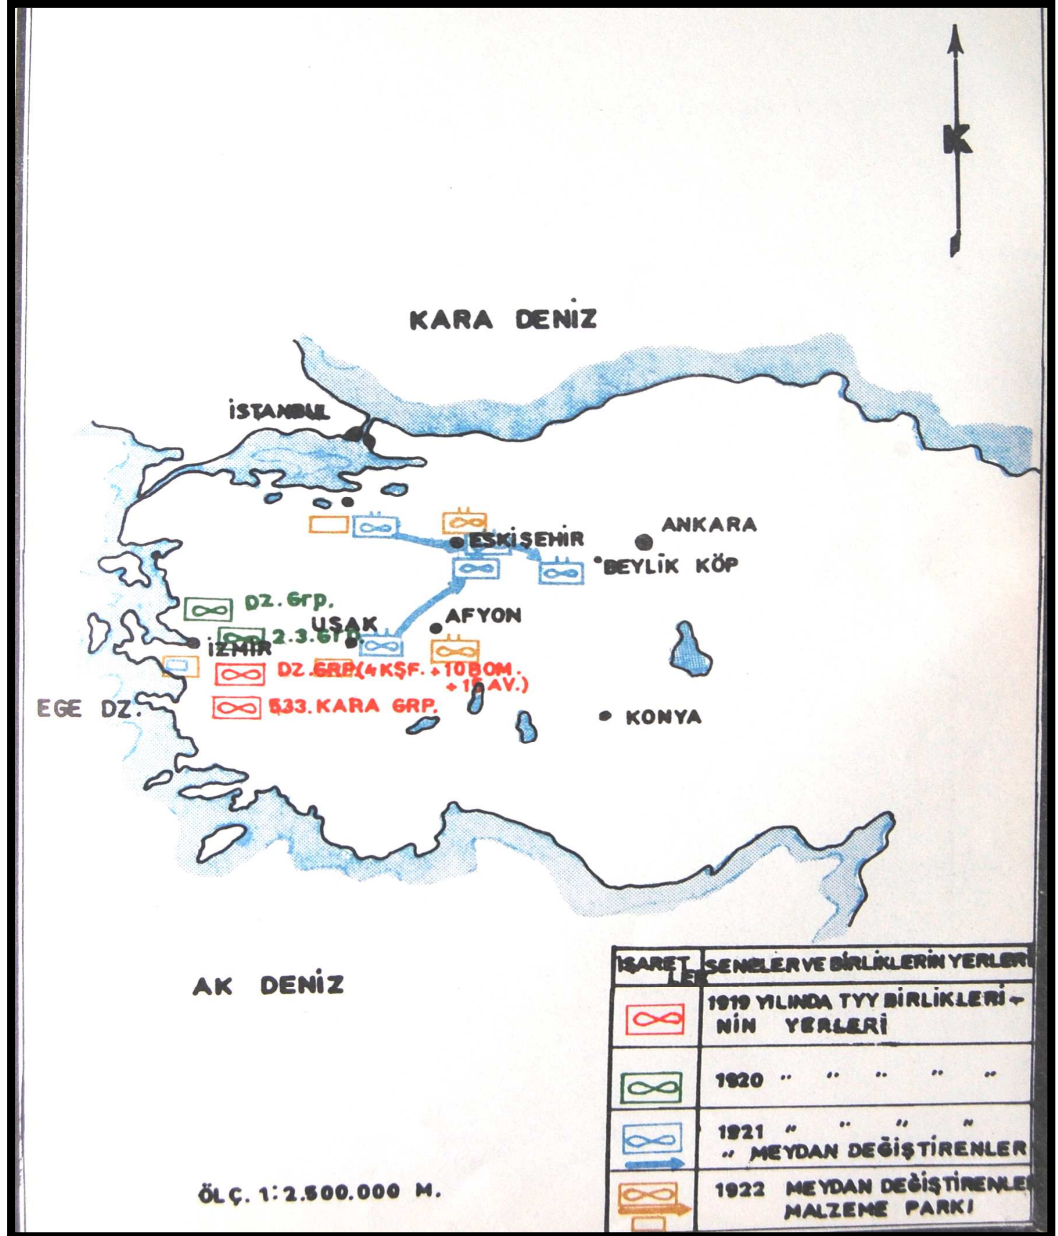 K
KARA DENİZ
İSTANBUL
ANKARA
ESKİŞEHİR
BEYLİK KÖP
DZ. Grp.
UŞAK
AFYON
2.3.Grp.
İZMİR
DZ. GRP.(4 KŞF. + 10 BOM.
+ 15 AV.)
533. KARA GRP.
EGE DZ.
KONYA
AK DENİZ
İŞARET
LER
SENELER VE BİRLİKLERİN YERLERİ
1919 YILINDA TYY BİRLİKLERİ-
NİN YERLERİ
1920 " " " " "
1921 " " " "
" MEYDAN DEĞİŞTİRENLER
1922 MEYDAN DEĞİŞTİRENLER
MALZEME PARKI
ÖLÇ. 1:2.500.000 M.